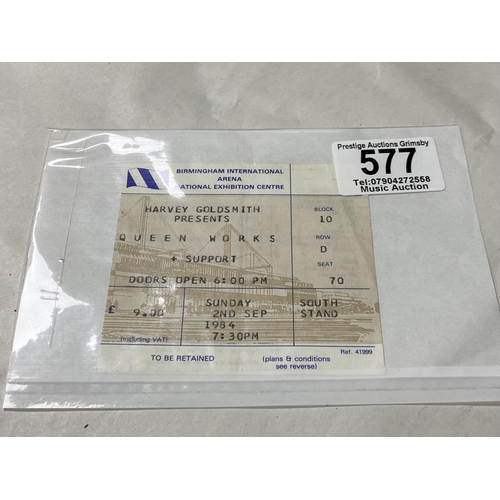 Prestige Auctions Grimsby
577
Tel:07904272558
Music Auction
BIRMINGHAM INTERNATIONAL
ARENA
NATIONAL EXHIBITION CENTRE
HARVEY GOLDSMITH
PRESENTS
QUEEN WORKS
+ SUPPORT
DOORS OPEN 6:00 PM
BLOCK
10
ROW
D
SEAT
70
£
9.00
(including VAT)
SUNDAY
2ND SEP
1984
7:30PM
SOUTH
STAND
TO BE RETAINED
(plans & conditions
see reverse)
Ref. 41999